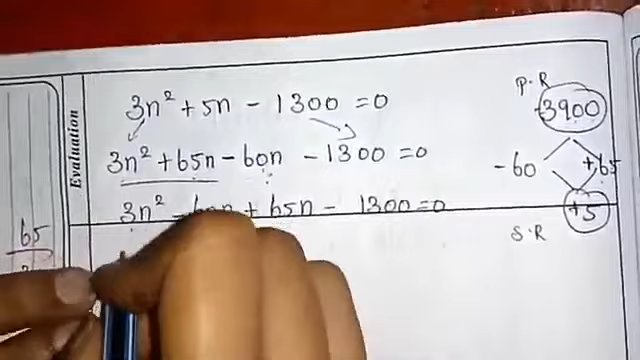 Evaluation
3n² + 5n - 1300 = 0
3n² + 65n - 60n - 1300 = 0
3n² - 60n + 65n - 1300 = 0
P.R
-3900
-60 +65
+5
S.R
65